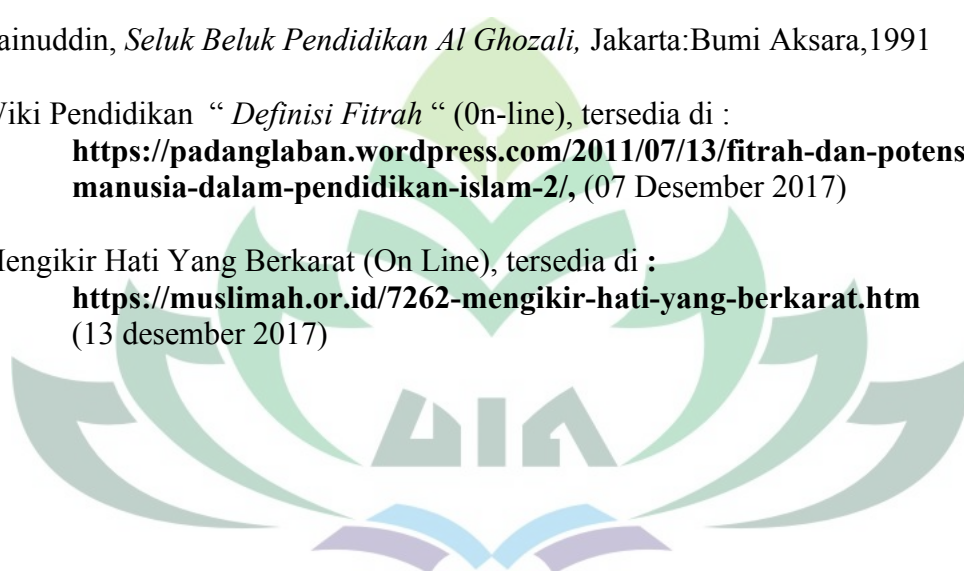 ainuddin, Seluk Beluk Pendidikan Al Ghozali, Jakarta:Bumi Aksara,1991
Wiki Pendidikan “ Definisi Fitrah “ (0n-line), tersedia di :
https://padanglaban.wordpress.com/2011/07/13/fitrah-dan-potens
manusia-dalam-pendidikan-islam-2/, (07 Desember 2017)
Mengikir Hati Yang Berkarat (On Line), tersedia di :
https://muslimah.or.id/7262-mengikir-hati-yang-berkarat.htm
(13 desember 2017)
UIN